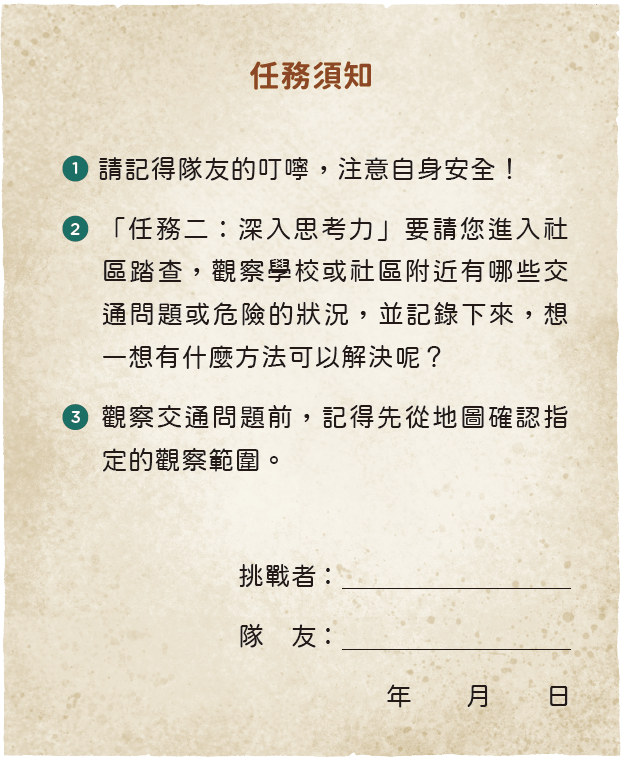 任務須知
1 請記得隊友的叮嚀，注意自身安全！
2 「任務二：深入思考力」要請您進入社
區踏查，觀察學校或社區附近有哪些交
通問題或危險的狀況，並記錄下來，想
一想有什麼方法可以解決呢？
3 觀察交通問題前，記得先從地圖確認指
定的觀察範圍。
挑戰者：
隊　友：
年　月　日